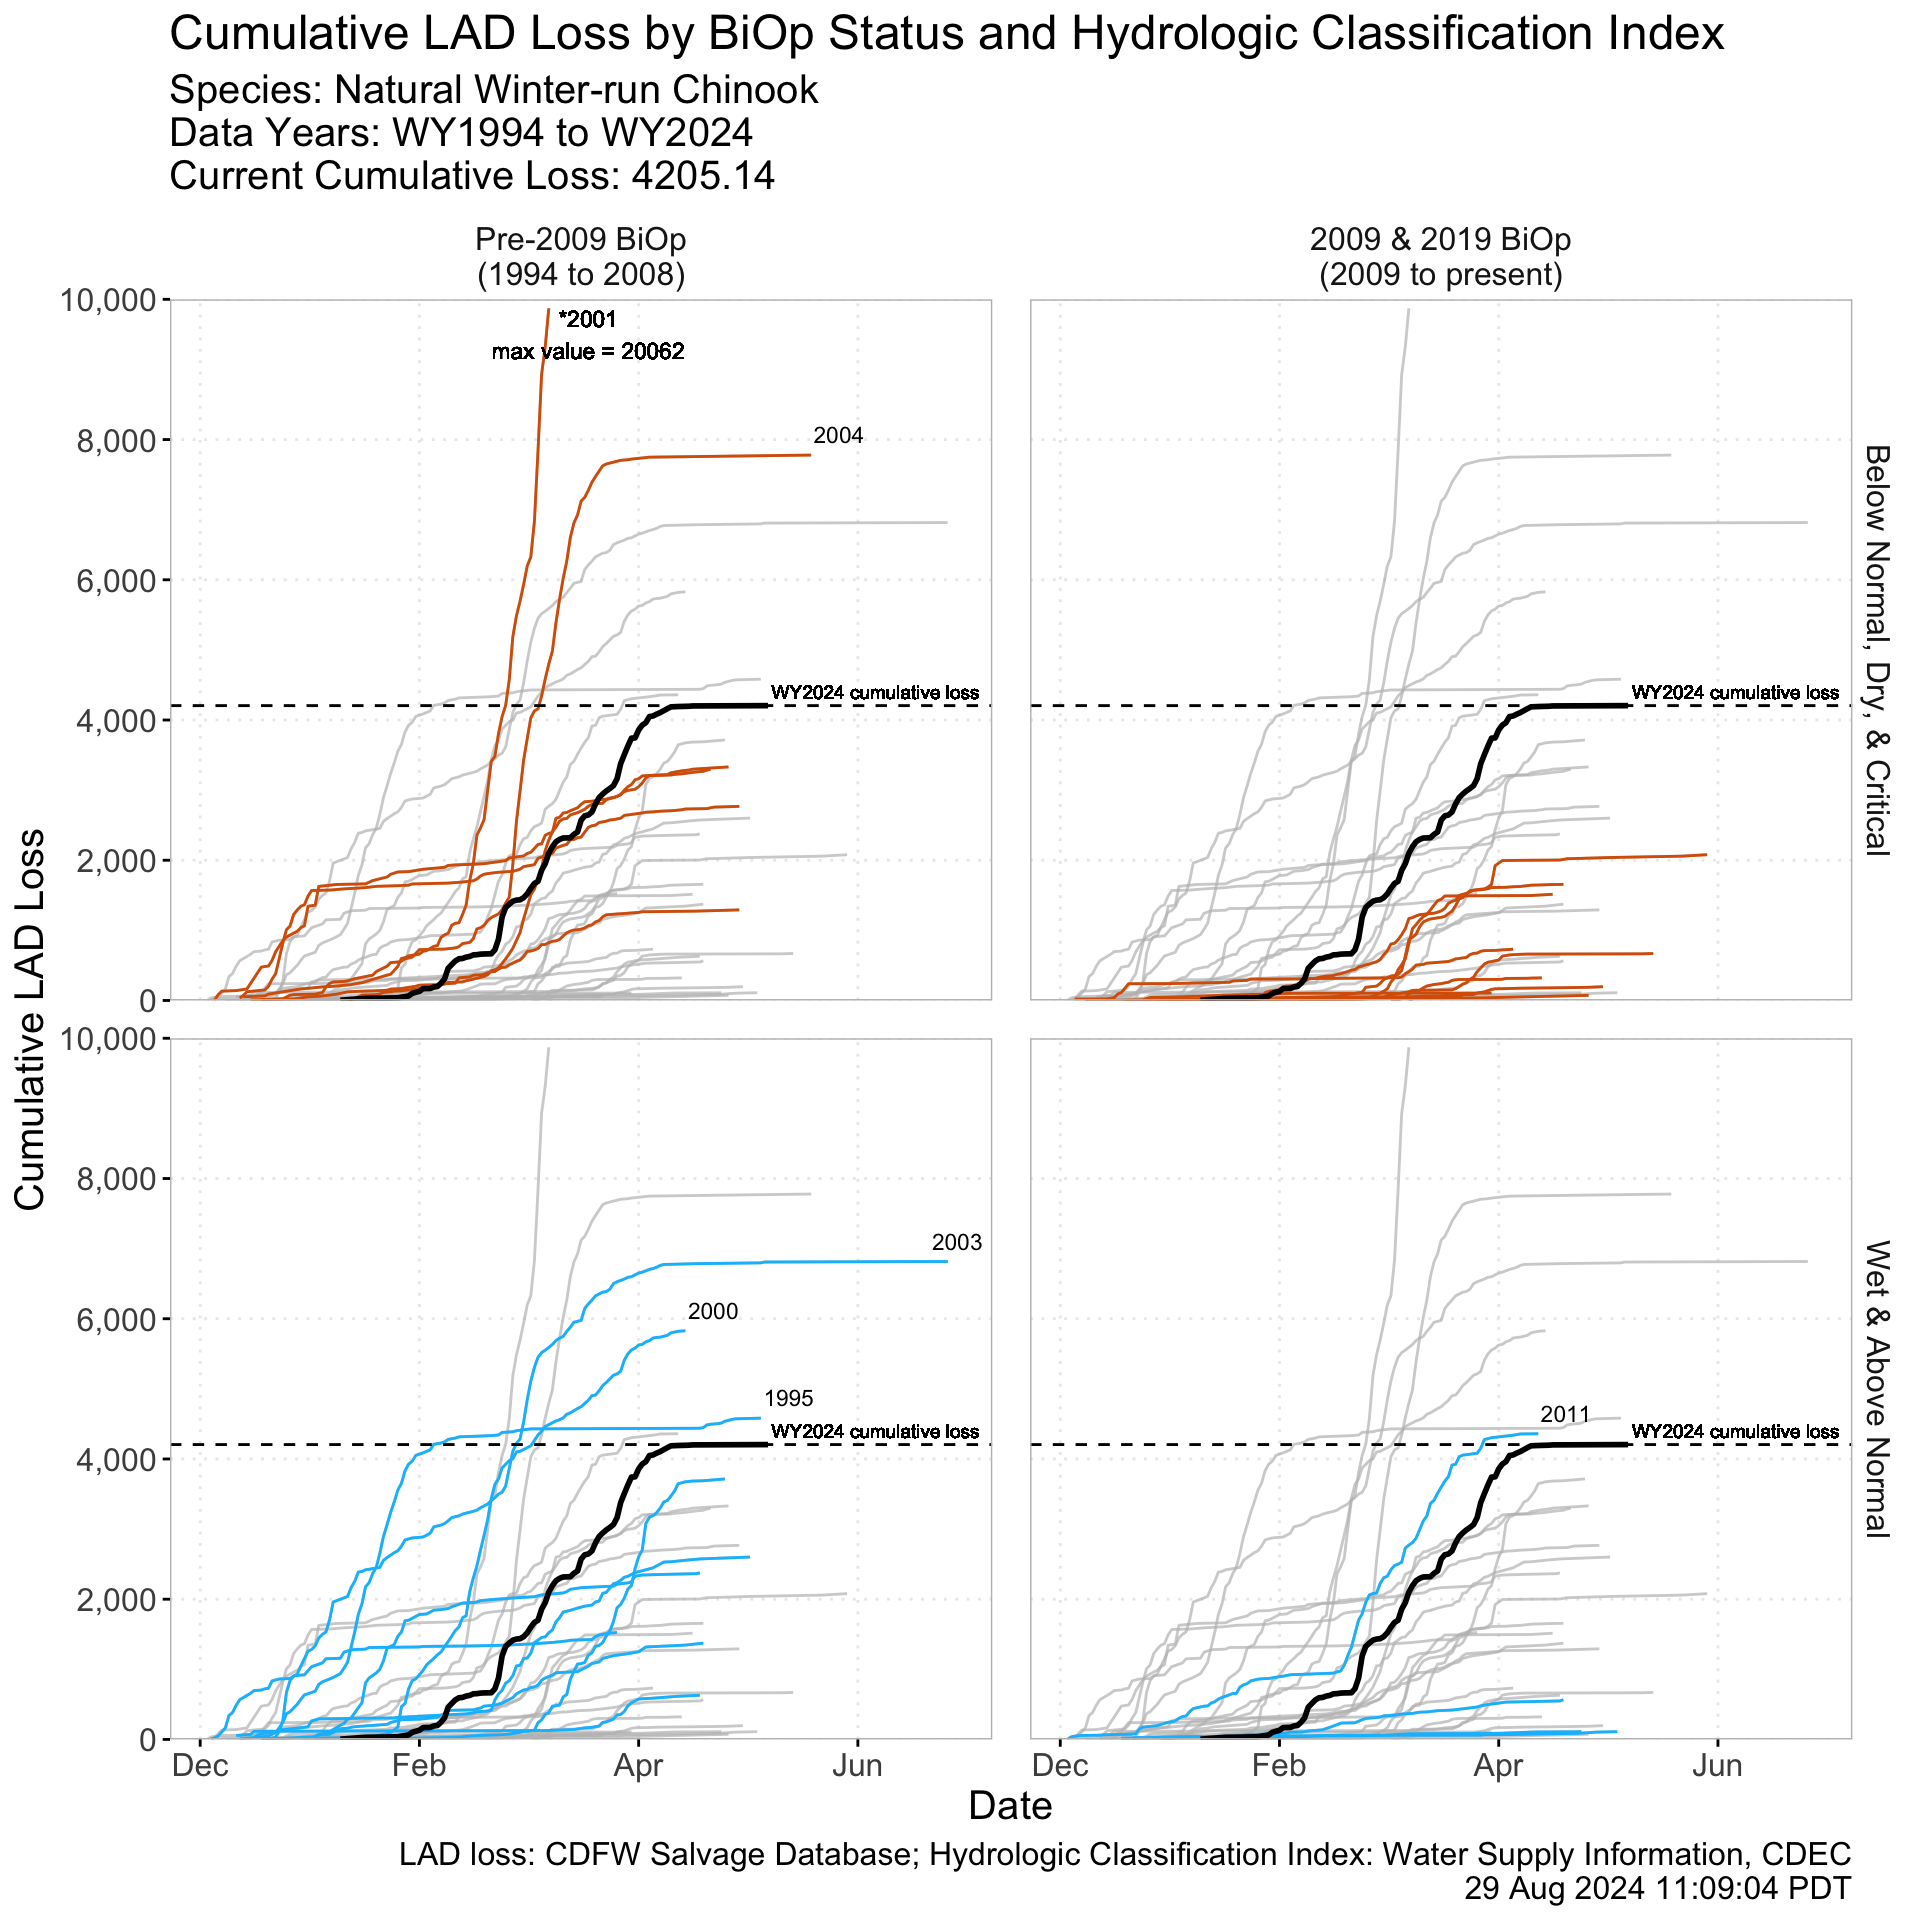 Cumulative LAD Loss by BiOp Status and Hydrologic Classification Index
Species: Natural Winter-run Chinook
Data Years: WY1994 to WY2024
Current Cumulative Loss: 4205.14
Pre-2009 BiOp
(1994 to 2008)
2009 & 2019 BiOp
(2009 to present)
10,000
8,000
6,000
4,000
2,000
0
*2001
max value = 20062
2004
WY2024 cumulative loss
WY2024 cumulative loss
Below Normal, Dry, & Critical
Cumulative LAD Loss
10,000
8,000
6,000
4,000
2,000
0
2003
2000
1995
WY2024 cumulative loss
2011
WY2024 cumulative loss
Wet & Above Normal
Dec
Feb
Apr
Jun
Dec
Feb
Apr
Jun
Date
LAD loss: CDFW Salvage Database; Hydrologic Classification Index: Water Supply Information, CDEC
29 Aug 2024 11:09:04 PDT